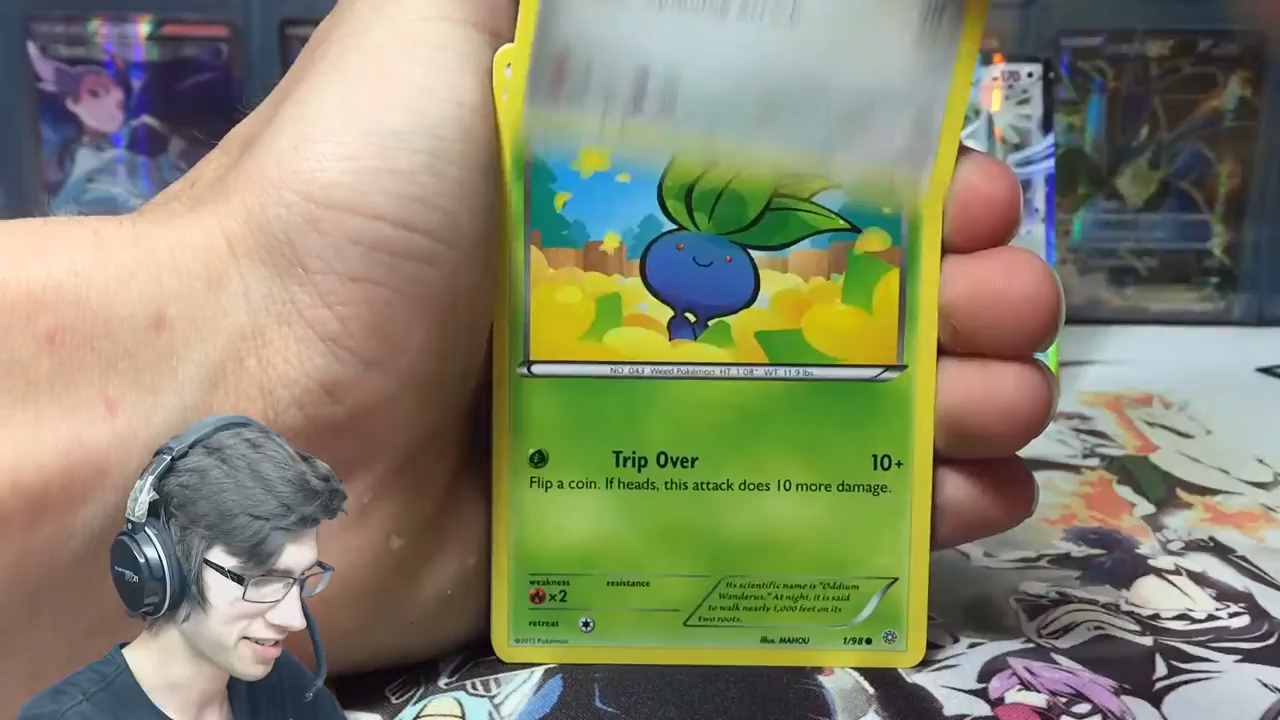 NO. 043 Weed Pokémon HT. 1'08" WT. 11.9 lbs.
Trip Over 10+
Flip a coin. If heads, this attack does 10 more damage.
weakness resistance
×2
retreat
Its scientific name is "Oddium
Wanderus." At night, it is said
to walk nearly 1,000 feet on its
two roots.
©2015 Pokémon
Illus. MAHOU 1/98